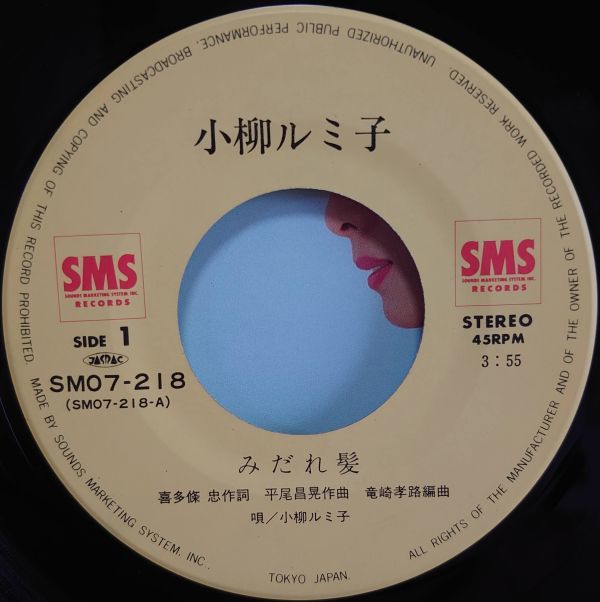 UNAUTHORIZED PUBLIC PERFORMANCE, BROADCASTING AND COPYING OF THIS RECORD PROHIBITED. MADE BY SOUNDS MARKETING SYSTEM, INC., TOKYO JAPAN. ALL RIGHTS OF THE MANUFACTURER AND OF THE OWNER OF THE RECORDED WORK RESERVED.
小柳ルミ子
SMS
SOUNDS MARKETING SYSTEM INC.
RECORDS
SIDE 1
JASRAC
SM07-218
(SM07-218-A)
SMS
SOUNDS MARKETING SYSTEM INC.
RECORDS
STEREO
45RPM
3:55
みだれ髪
喜多條 忠作詞 平尾昌晃作曲 竜崎孝路編曲
唄/小柳ルミ子